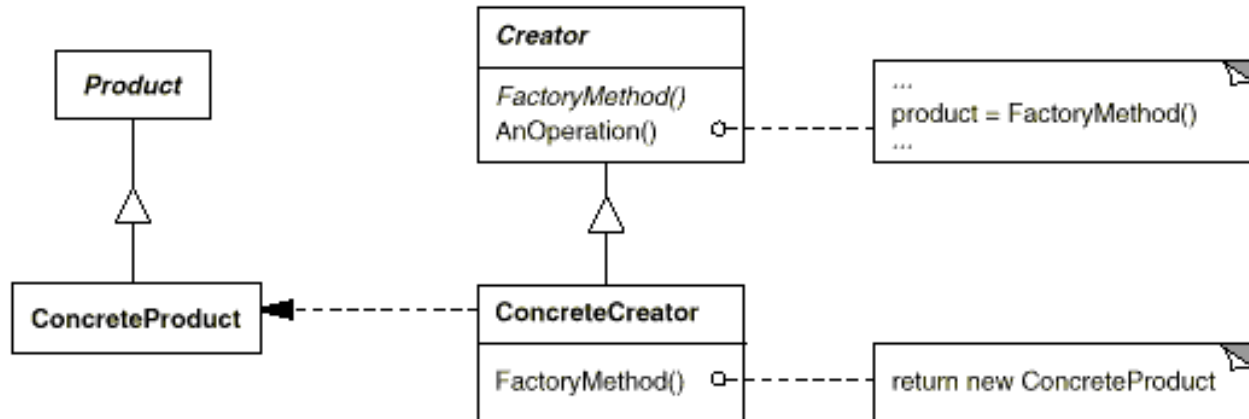 Product
ConcreteProduct
Creator
FactoryMethod()
AnOperation()
...
product = FactoryMethod()
...
ConcreteCreator
FactoryMethod()
return new ConcreteProduct